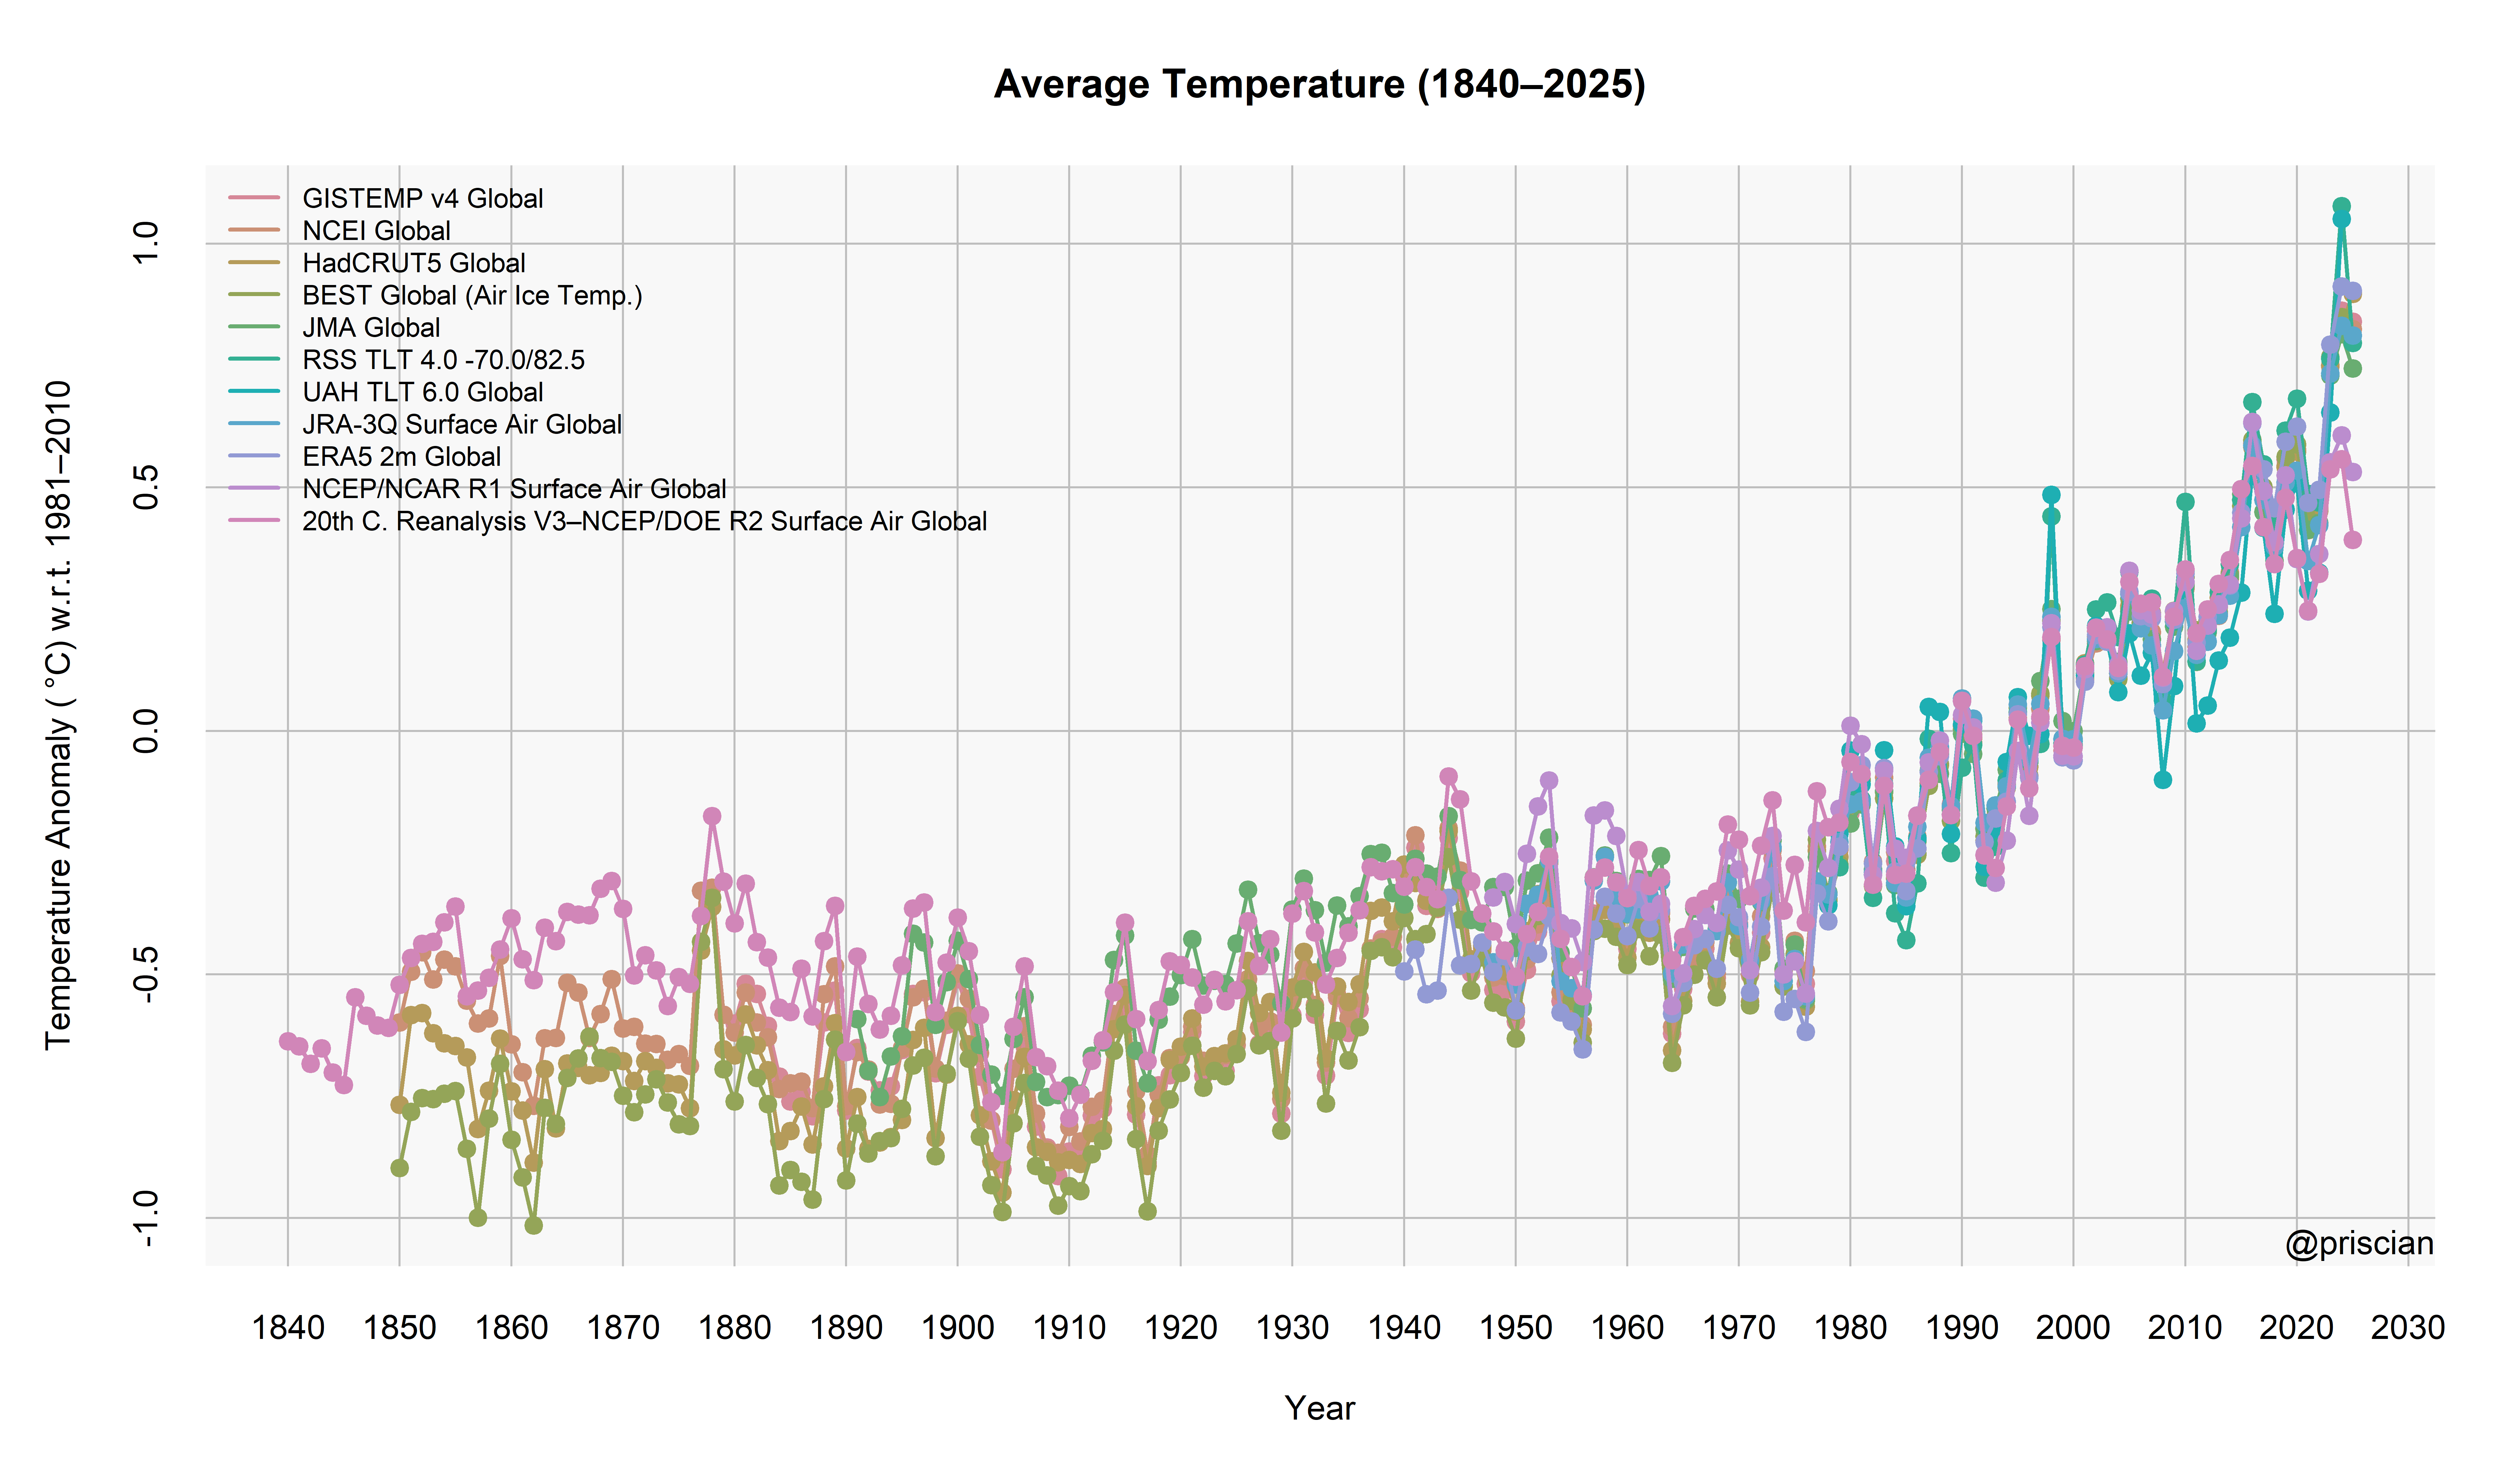 Average Temperature (1840–2025)
GISTEMP v4 Global
NCEI Global
HadCRUT5 Global
BEST Global (Air Ice Temp.)
JMA Global
RSS TLT 4.0 -70.0/82.5
UAH TLT 6.0 Global
JRA-3Q Surface Air Global
ERA5 2m Global
NCEP/NCAR R1 Surface Air Global
20th C. Reanalysis V3–NCEP/DOE R2 Surface Air Global
Temperature Anomaly ( °C) w.r.t. 1981–2010
1.0
0.5
0.0
-0.5
-1.0
@priscian
1840 1850 1860 1870 1880 1890 1900 1910 1920 1930 1940 1950 1960 1970 1980 1990 2000 2010 2020 2030
Year